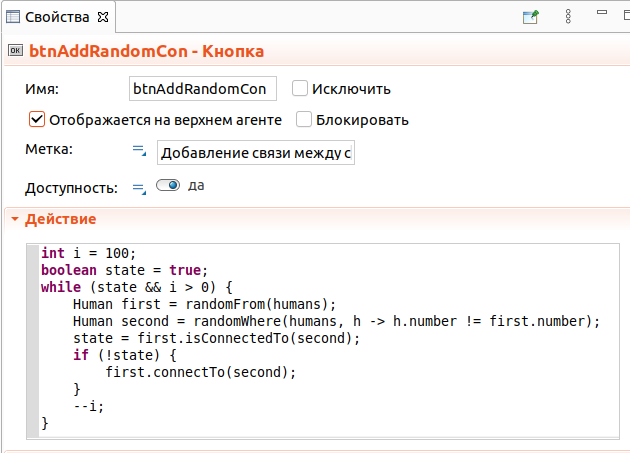 Свойства
OK btnAddRandomCon - Кнопка
Имя: btnAddRandomCon Исключить
Отображается на верхнем агенте Блокировать
Метка: Добавление связи между с
Доступность: да
Действие
int i = 100;
boolean state = true;
while (state && i > 0) {
    Human first = randomFrom(humans);
    Human second = randomWhere(humans, h -> h.number != first.number);
    state = first.isConnectedTo(second);
    if (!state) {
        first.connectTo(second);
    }
    --i;
}